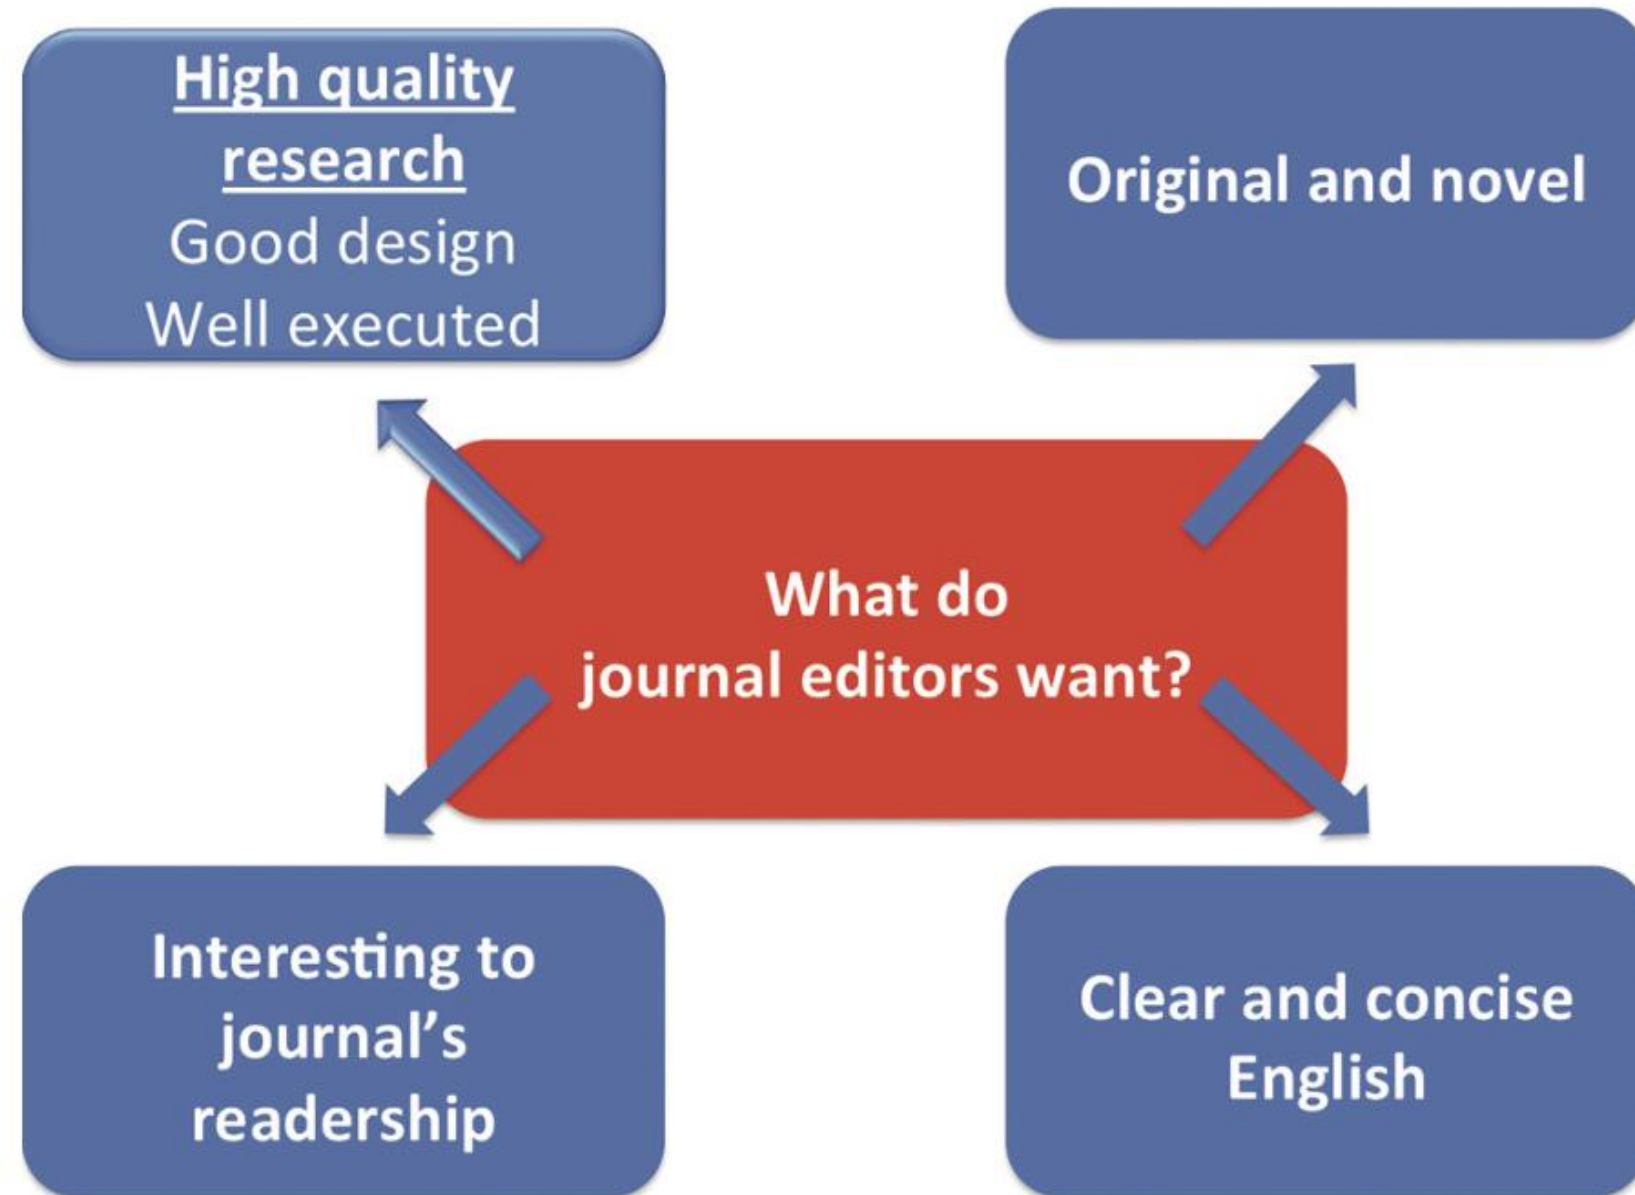 High quality
research
Good design
Well executed
Original and novel
What do
journal editors want?
Interesting to
journal’s
readership
Clear and concise
English